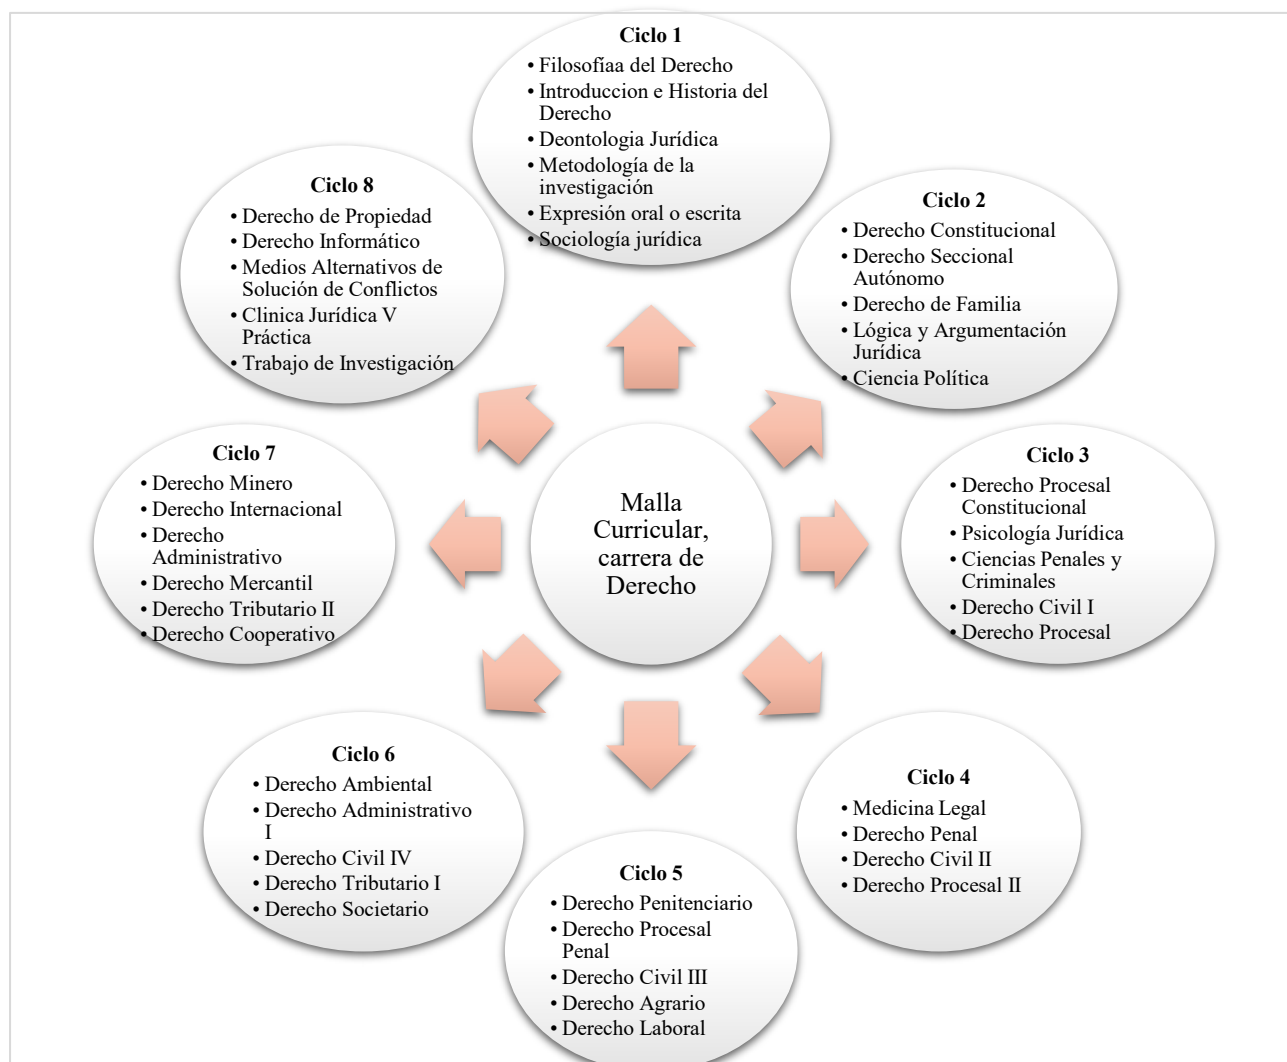 Ciclo 1
• Filosofíaa del Derecho
• Introduccion e Historia del
Derecho
• Deontologia Jurídica
• Metodología de la
investigación
• Expresión oral o escrita
• Sociología jurídica
Ciclo 2
• Derecho Constitucional
• Derecho Seccional
Autónomo
• Derecho de Familia
• Lógica y Argumentación
Jurídica
• Ciencia Política
Ciclo 3
• Derecho Procesal
Constitucional
• Psicología Jurídica
• Ciencias Penales y
Criminales
• Derecho Civil I
• Derecho Procesal
Ciclo 4
• Medicina Legal
• Derecho Penal
• Derecho Civil II
• Derecho Procesal II
Ciclo 5
• Derecho Penitenciario
• Derecho Procesal
Penal
• Derecho Civil III
• Derecho Agrario
• Derecho Laboral
Ciclo 6
• Derecho Ambiental
• Derecho Administrativo
I
• Derecho Civil IV
• Derecho Tributario I
• Derecho Societario
Ciclo 7
• Derecho Minero
• Derecho Internacional
• Derecho
Administrativo
• Derecho Mercantil
• Derecho Tributario II
• Derecho Cooperativo
Ciclo 8
• Derecho de Propiedad
• Derecho Informático
• Medios Alternativos de
Solución de Conflictos
• Clinica Jurídica V
Práctica
• Trabajo de Investigación
Malla
Curricular,
carrera de
Derecho